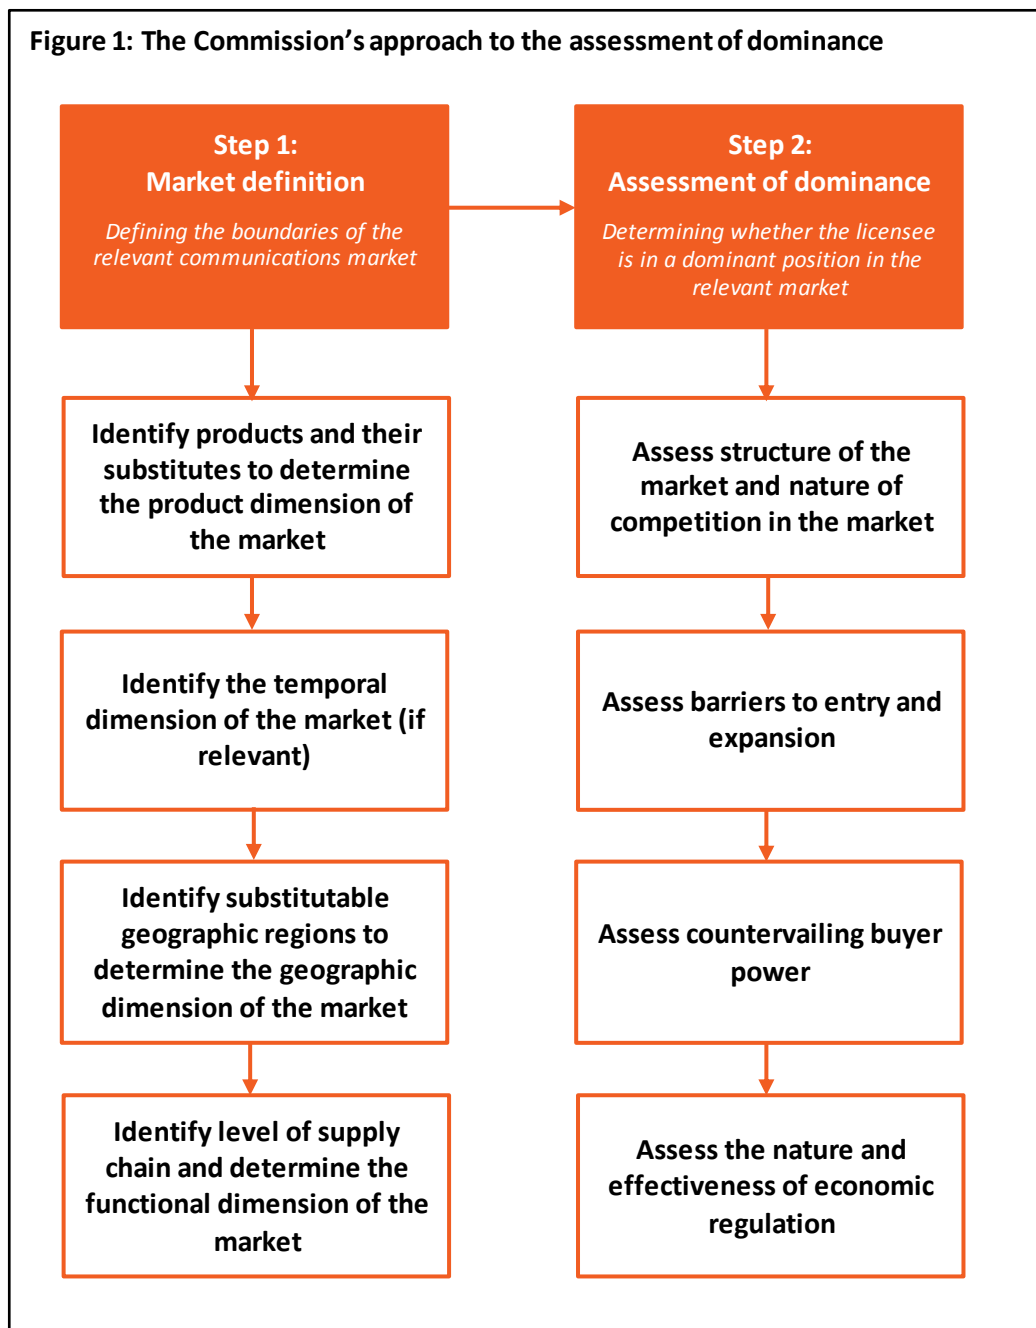 Figure 1: The Commission's approach to the assessment of dominance
Step 1:
Market definition
Defining the boundaries of the
relevant communications market
Step 2:
Assessment of dominance
Determining whether the licensee
is in a dominant position in the
relevant market
Identify products and their
substitutes to determine
the product dimension of
the market
Assess structure of the
market and nature of
competition in the market
Identify the temporal
dimension of the market (if
relevant)
Assess barriers to entry and
expansion
Identify substitutable
geographic regions to
determine the geographic
dimension of the market
Assess countervailing buyer
power
Identify level of supply
chain and determine the
functional dimension of the
market
Assess the nature and
effectiveness of economic
regulation